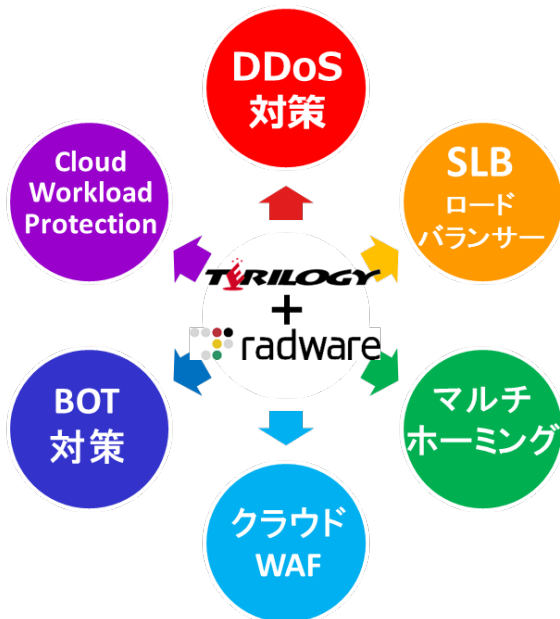 DDoS
対策
Cloud
Workload
Protection
SLB
ロード
バランサー
TERILOGY
+
radware
BOT
対策
マルチ
ホーミング
クラウド
WAF